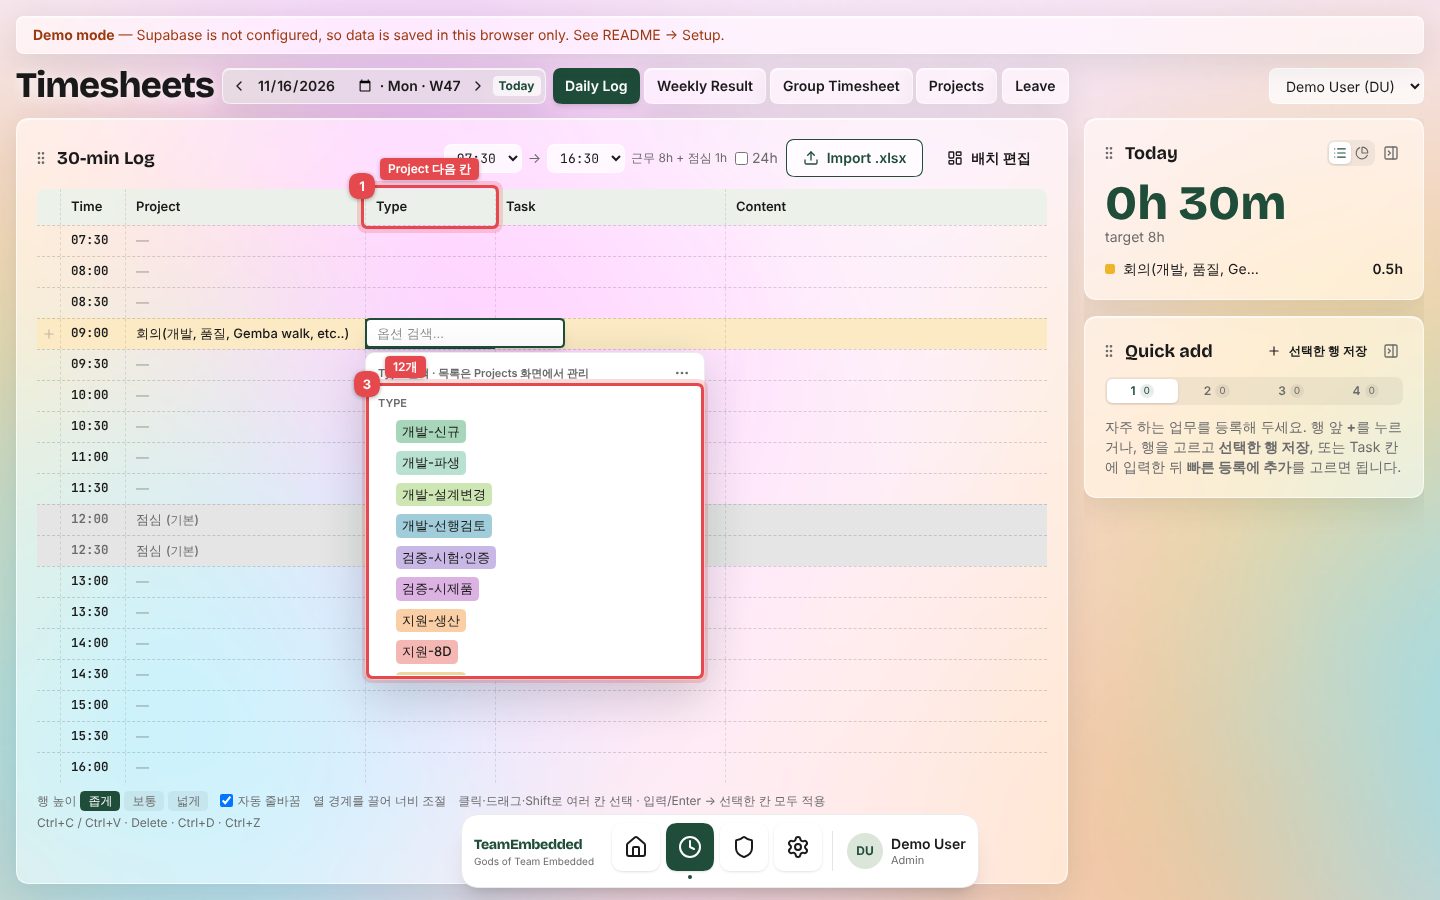 Demo mode — Supabase is not configured, so data is saved in this browser only. See README → Setup.
Timesheets
11/16/2026 · Mon · W47 Today
Daily Log Weekly Result Group Timesheet Projects Leave
Demo User (DU)
30-min Log
07:30 → 16:30 근무 8h + 점심 1h 24h Import .xlsx 배치 편집
Project 다음 칸
1
Time Project Type Task Content
07:30 —
08:00 —
08:30 —
+ 09:00 회의(개발, 품질, Gemba walk, etc..) 옵션 검색...
09:30 —
10:00 —
10:30 —
11:00 —
11:30 —
12:00 점심 (기본)
12:30 점심 (기본)
13:00 —
13:30 —
14:00 —
14:30 —
15:00 —
15:30 —
16:00 —
12개
· 목록은 Projects 화면에서 관리 ...
3
TYPE
개발-신규
개발-파생
개발-설계변경
개발-선행검토
검증-시험·인증
검증-시제품
지원-생산
지원-8D
행 높이 좁게 보통 넓게 자동 줄바꿈 열 경계를 끌어 너비 조절 클릭·드래그·Shift로 여러 칸 선택 · 입력/Enter → 선택한 칸 모두 적용
Ctrl+C / Ctrl+V · Delete · Ctrl+D · Ctrl+Z
Today
0h 30m
target 8h
회의(개발, 품질, Ge... 0.5h
Quick add + 선택한 행 저장
1 0 2 0 3 0 4 0
자주 하는 업무를 등록해 두세요. 행 앞 +를 누르
거나, 행을 고르고 선택한 행 저장, 또는 Task 칸
에 입력한 뒤 빠른 등록에 추가를 고르면 됩니다.
TeamEmbedded
Gods of Team Embedded
DU
Demo User
Admin